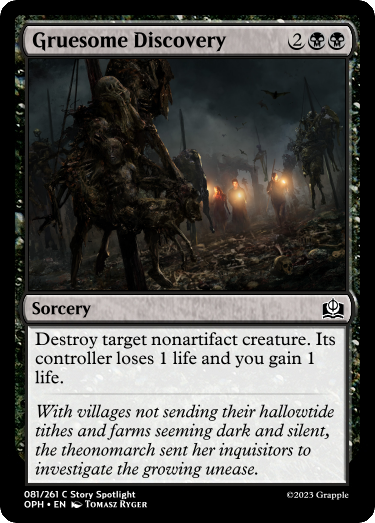 Gruesome Discovery 2
Sorcery
Destroy target nonartifact creature. Its
controller loses 1 life and you gain 1
life.
With villages not sending their hallowtide
tithes and farms seeming dark and silent,
the theonomarch sent her inquisitors to
investigate the growing unease.
081/261 C Story Spotlight
OPH • EN Tomasz Ryger
©2023 Grapple